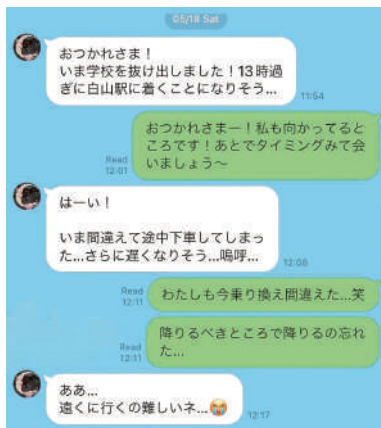 05/18 Sat
おつかれさま！
いま学校を抜け出しました！13時過
ぎに白山駅に着くことになりそう...
11:54
おつかれさまー！私も向かってると
ころです！あとでタイミングみて会
いましょう〜
Read
12:01
はーい！
いま間違えて途中下車してしまっ
た...さらに遅くなりそう...嗚呼...
12:08
Read
12:11
わたしも今乗り換え間違えた...笑
降りるべきところで降りるの忘れ
た...
Read
12:11
ああ...
遠くに行くの難しいネ...😭
12:17